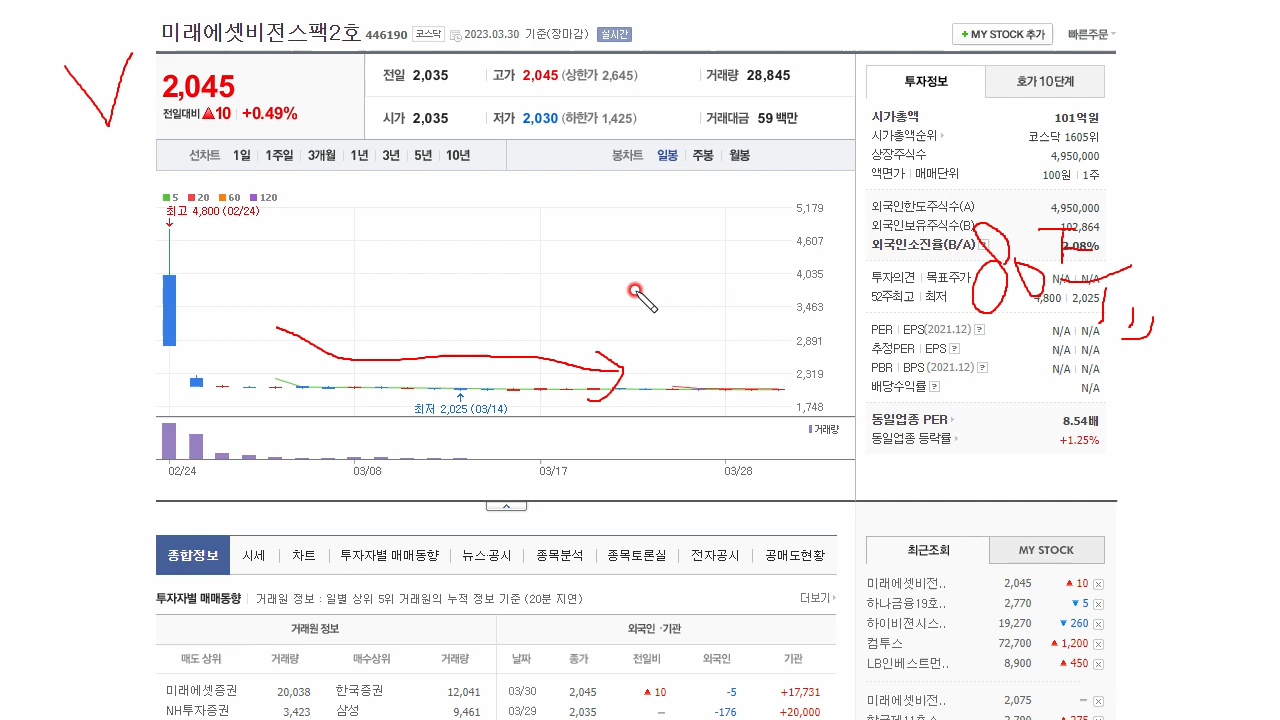 미래에셋비전스팩2호 446190 코스닥 2023.03.30 기준(장마감) 실시간 + MY STOCK 추가 빠른주문
2,045
전일대비 ▲10 +0.49%
전일 2,035 고가 2,045 (상한가 2,645) 거래량 28,845
시가 2,035 저가 2,030 (하한가 1,425) 거래대금 59 백만
선차트 1일 1주일 3개월 1년 3년 5년 10년 봉차트 일봉 주봉 월봉
5 20 60 120
최고 4,800 (02/24)
5,179
4,607
4,035
3,463
2,891
2,319
1,748
최저 2,025 (03/14)
거래량
02/24 03/08 03/17 03/28
투자정보 호가 10단계
시가총액 101억원
시가총액순위 코스닥 1605위
상장주식수 4,950,000
액면가 매매단위 100원 1주
외국인한도주식수(A) 4,950,000
외국인보유주식수(B) 102,864
외국인소진율(B/A) 2.08%
투자의견 목표주가 N/A N/A
52주최고 최저 4,800 2,025
PER EPS(2021.12) ? N/A N/A
추정PER EPS ? N/A N/A
PBR BPS (2021.12) ? N/A N/A
배당수익률 ? N/A
동일업종 PER 8.54배
동일업종 등락률 +1.25%
종합정보 시세 차트 투자자별 매매동향 뉴스·공시 종목분석 종목토론실 전자공시 공매도현황
투자자별 매매동향 거래원 정보 : 일별 상위 5위 거래원의 누적 정보 기준 (20분 지연) 더보기
거래원 정보 외국인·기관
매도 상위 거래량 매수상위 거래량 날짜 종가 전일비 외국인 기관
미래에셋증권 20,038 한국증권 12,041 03/30 2,045 ▲ 10 -5 +17,731
NH투자증권 3,423 삼성 9,461 03/29 2,035 – -176 +20,000
최근조회 MY STOCK
미래에셋비전.. 2,045 ▲ 10
하나금융19호.. 2,770 ▼ 5
하이비젼시스.. 19,270 ▼ 260
컴투스 72,700 ▲ 1,200
LB인베스트먼.. 8,900 ▲ 450
미래에셋비전.. 2,075 –